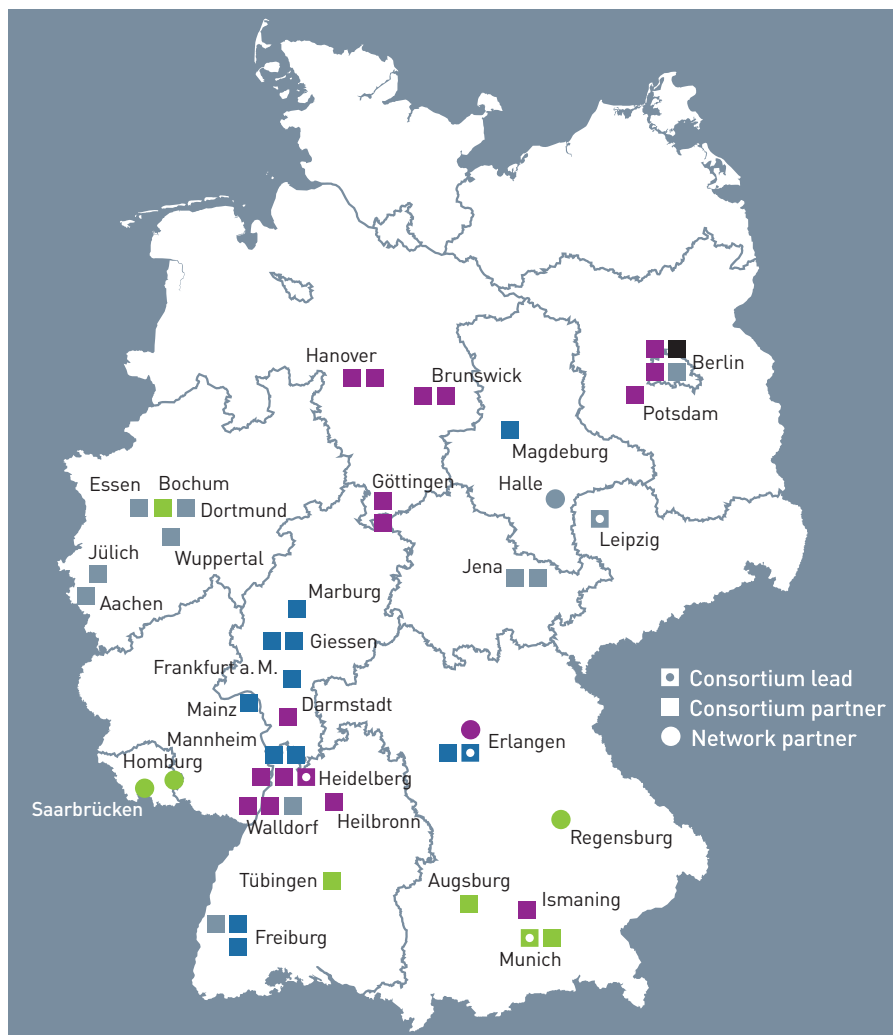 Hanover
Berlin
Brunswick
Potsdam
Magdeburg
Göttingen
Halle
Essen
Bochum
Dortmund
Leipzig
Wuppertal
Jülich
Jena
Aachen
Marburg
Giessen
Frankfurt a. M.
Consortium lead
Mainz
Darmstadt
Consortium partner
Mannheim
Erlangen
Network partner
Homburg
Heidelberg
Saarbrücken
Walldorf
Heilbronn
Regensburg
Tübingen
Augsburg
Ismaning
Freiburg
Munich